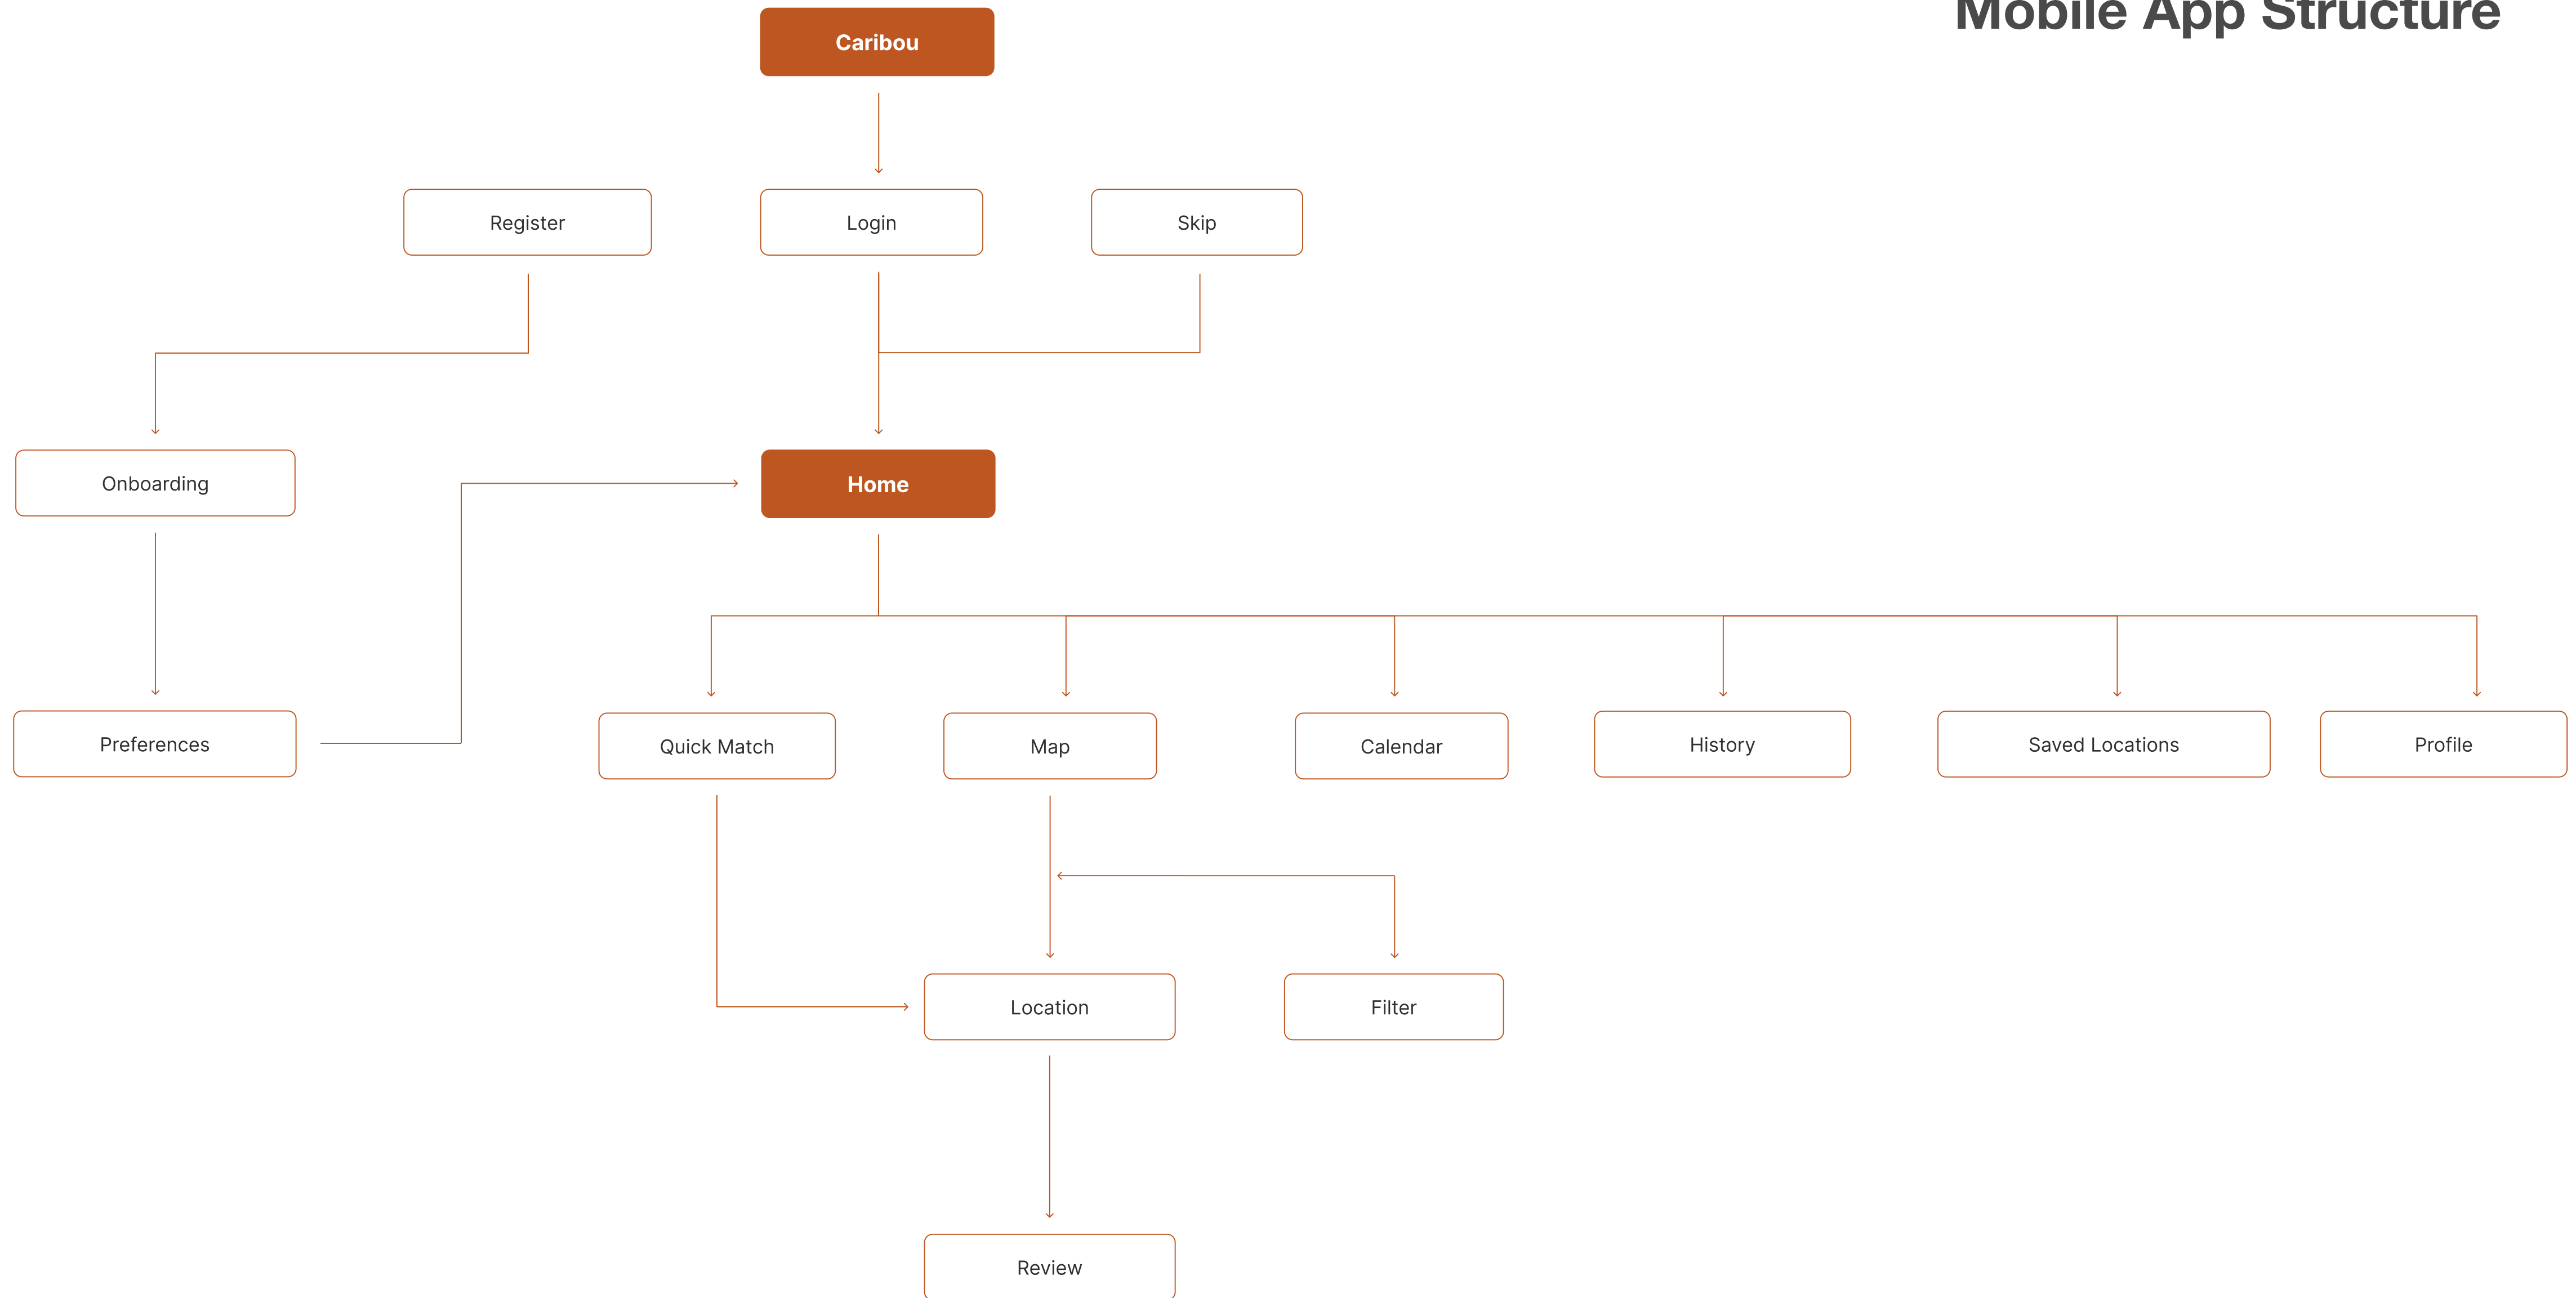 Mobile App Structure
Caribou
Register
Login
Skip
Onboarding
Home
Preferences
Quick Match
Map
Calendar
History
Saved Locations
Profile
Location
Filter
Review